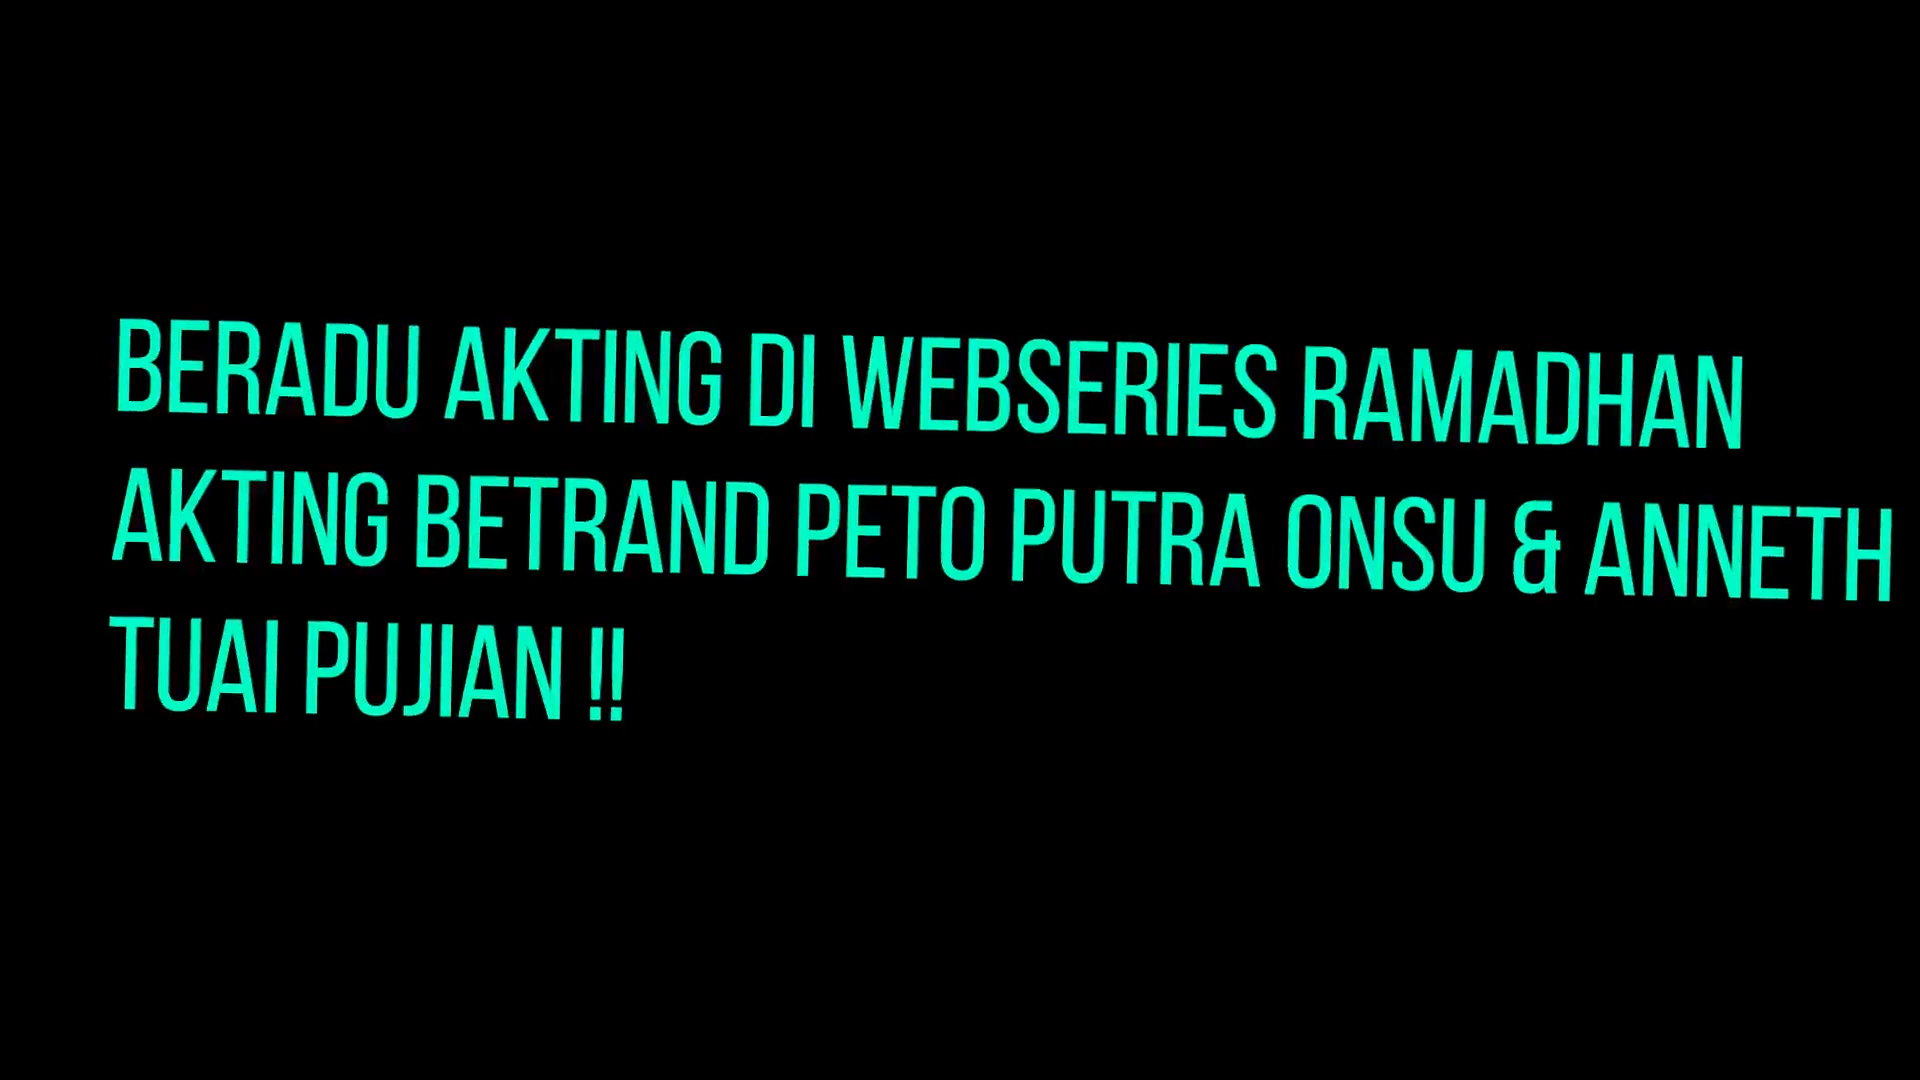 BERADU AKTING DI WEBSERIES RAMADHAN
AKTING BETRAND PETO PUTRA ONSU & ANNETH
TUAI PUJIAN !!